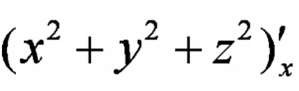 (x² + y² + z²)′ₓ